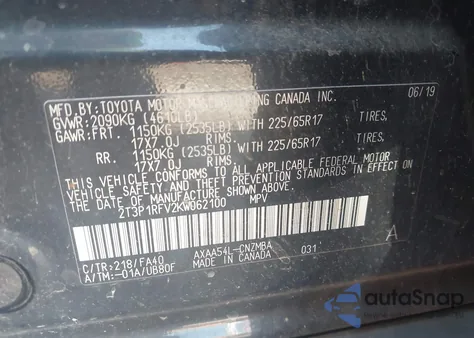 MFD. BY: TOYOTA MOTOR MANUFACTURING CANADA INC. 06/19
GVWR: 2090KG (4610LB)
GAWR: FRT. 1150KG (2535LB) WITH 225/65R17 TIRES,
17X7.0J RIMS,
RR. 1150KG (2535LB) WITH 225/65R17 TIRES,
17X7.0J RIMS,
THIS VEHICLE CONFORMS TO ALL APPLICABLE FEDERAL MOTOR
VEHICLE SAFETY, BUMPER, AND THEFT PREVENTION STANDARDS IN EFFECT ON
THE DATE OF MANUFACTURE SHOWN ABOVE.
2T3P1RFV2KW062100 MPV
C/TR:218/FA40 AXAA54L-CNZMBA A
A/TM:-01A/UB80F MADE IN CANADA 031
autoSnap